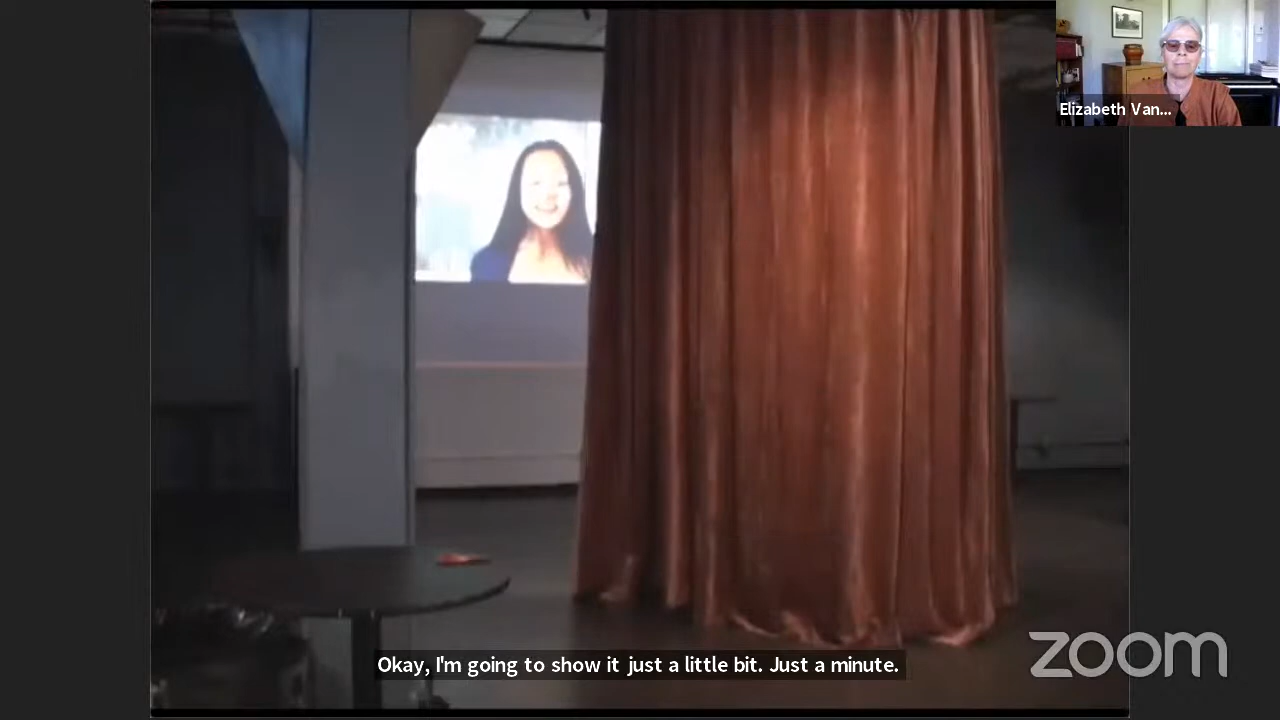 Elizabeth Van...
Okay, I'm going to show it just a little bit. Just a minute.
zoom